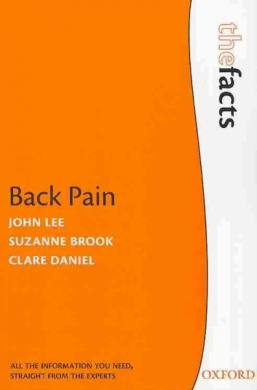 thefacts
Back Pain
JOHN LEE
SUZANNE BROOK
CLARE DANIEL
ALL THE INFORMATION YOU NEED,
STRAIGHT FROM THE EXPERTS
OXFORD